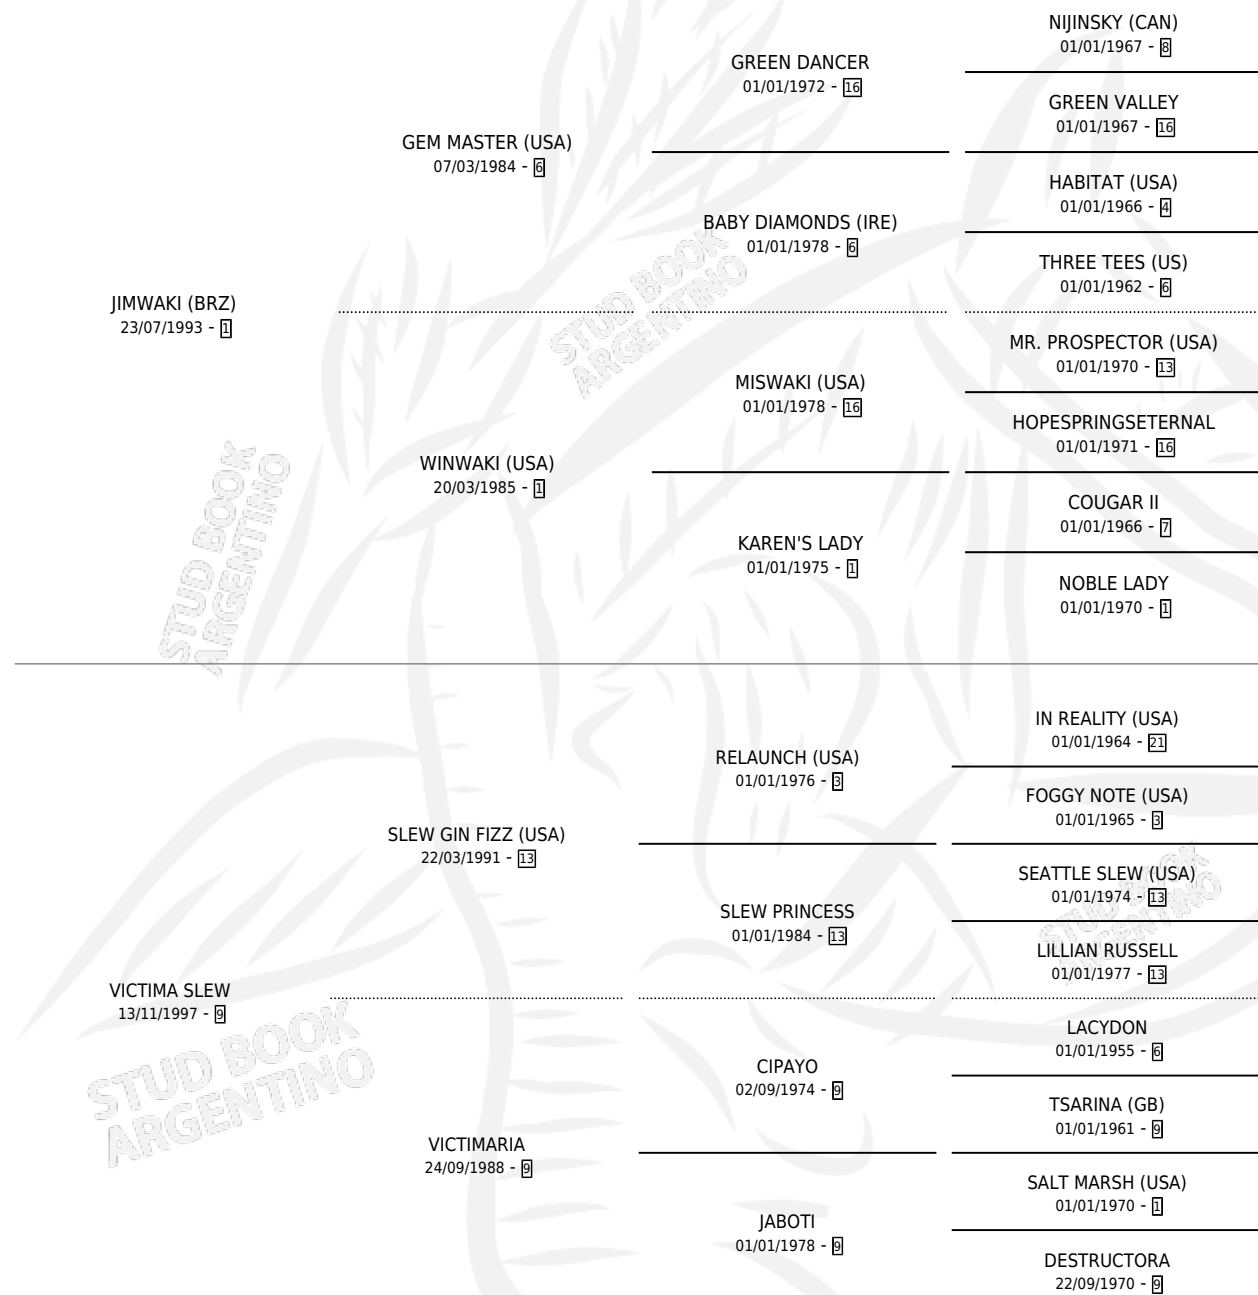 NIJINSKY (CAN)
01/01/1967 - 8
GREEN DANCER
01/01/1972 - 16
GREEN VALLEY
01/01/1967 - 16
GEM MASTER (USA)
07/03/1984 - 6
HABITAT (USA)
01/01/1966 - 4
BABY DIAMONDS (IRE)
01/01/1978 - 6
THREE TEES (US)
01/01/1962 - 6
JIMWAKI (BRZ)
23/07/1993 - 1
MR. PROSPECTOR (USA)
01/01/1970 - 13
MISWAKI (USA)
01/01/1978 - 16
HOPESPRINGSETERNAL
01/01/1971 - 16
WINWAKI (USA)
20/03/1985 - 1
COUGAR II
01/01/1966 - 7
KAREN'S LADY
01/01/1975 - 1
NOBLE LADY
01/01/1970 - 1
IN REALITY (USA)
01/01/1964 - 21
RELAUNCH (USA)
01/01/1976 - 3
FOGGY NOTE (USA)
01/01/1965 - 3
SLEW GIN FIZZ (USA)
22/03/1991 - 13
SEATTLE SLEW (USA)
01/01/1974 - 13
SLEW PRINCESS
01/01/1984 - 13
LILLIAN RUSSELL
01/01/1977 - 13
VICTIMA SLEW
13/11/1997 - 9
LACYDON
01/01/1955 - 6
CIPAYO
02/09/1974 - 9
TSARINA (GB)
01/01/1961 - 9
VICTIMARIA
24/09/1988 - 9
SALT MARSH (USA)
01/01/1970 - 1
JABOTI
01/01/1978 - 9
DESTRUCTORA
22/09/1970 - 9
STUD BOOK
ARGENTINO
STUD BOOK
ARGENTINO
STUD BOOK
ARGENTINO
STUD BOOK
ARGENTINO